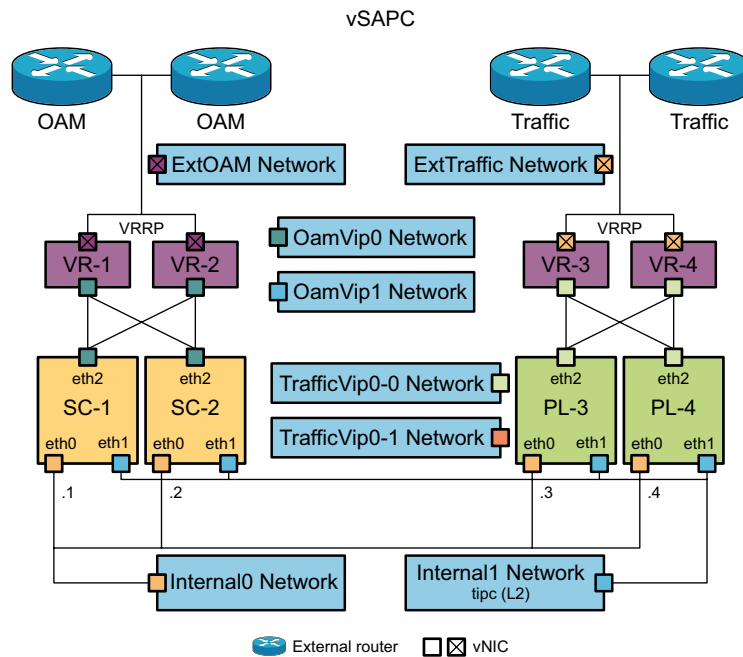 vSAPC
OAM
OAM
Traffic
Traffic
ExtOAM Network
ExtTraffic Network
VRRP
VRRP
VR-1
VR-2
OamVip0 Network
VR-3
VR-4
OamVip1 Network
eth2
eth2
eth2
eth2
TrafficVip0-0 Network
SC-1
SC-2
PL-3
PL-4
TrafficVip0-1 Network
eth0
eth1
eth0
eth1
eth0
eth1
eth0
eth1
.1
.2
.3
.4
Internal0 Network
Internal1 Network
tipc (L2)
External router
vNIC